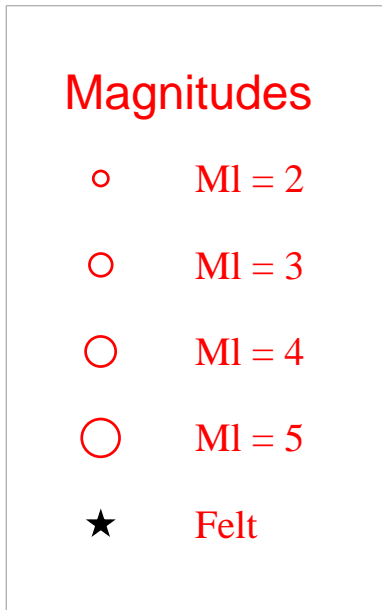 Magnitudes
Ml = 2
Ml = 3
Ml = 4
Ml = 5
Felt